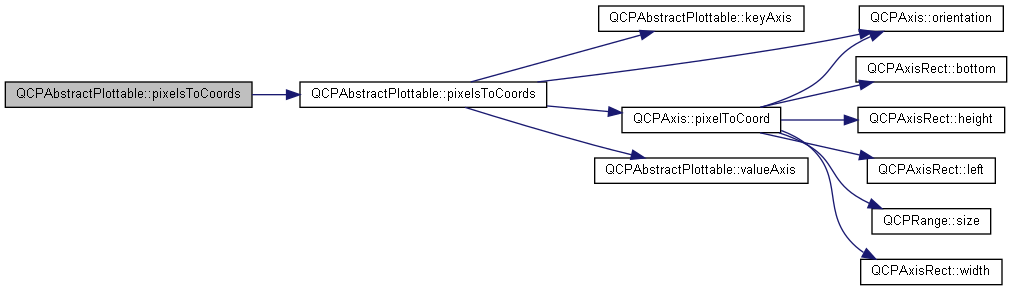 QCPAbstractPlottable::pixelsToCoords
QCPAbstractPlottable::pixelsToCoords
QCPAbstractPlottable::keyAxis
QCPAxis::pixelToCoord
QCPAbstractPlottable::valueAxis
QCPAxis::orientation
QCPAxisRect::bottom
QCPAxisRect::height
QCPAxisRect::left
QCPRange::size
QCPAxisRect::width